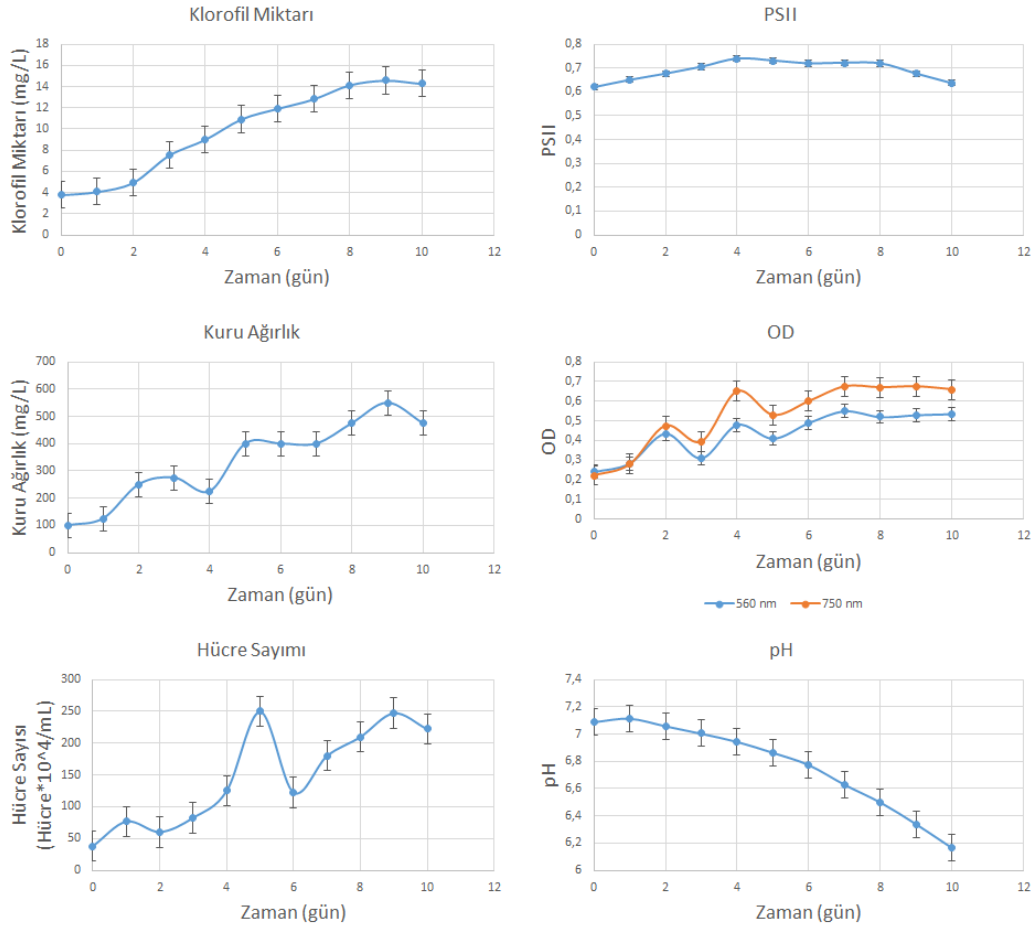 Klorofil Miktarı
Klorofil Miktarı (mg/L)
18
16
14
12
10
8
6
4
2
0
0 2 4 6 8 10 12
Zaman (gün)
PSII
PSII
0,8
0,7
0,6
0,5
0,4
0,3
0,2
0,1
0
0 2 4 6 8 10 12
Zaman (gün)
Kuru Ağırlık
Kuru Ağırlık (mg/L)
700
600
500
400
300
200
100
0
0 2 4 6 8 10 12
Zaman (gün)
OD
OD
0,8
0,7
0,6
0,5
0,4
0,3
0,2
0,1
0
0 2 4 6 8 10 12
Zaman (gün)
560 nm 750 nm
Hücre Sayımı
Hücre Sayısı
(Hücre*10^4/mL)
300
250
200
150
100
50
0
0 2 4 6 8 10 12
Zaman (gün)
pH
pH
7,4
7,2
7
6,8
6,6
6,4
6,2
6
0 2 4 6 8 10 12
Zaman (gün)